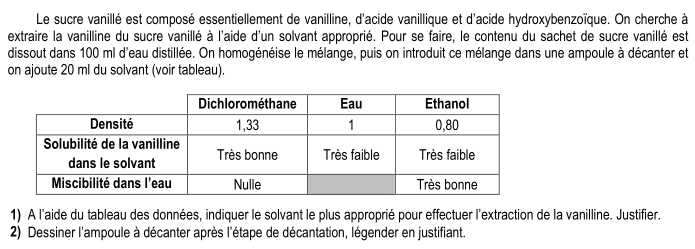 Le sucre vanillé est composé essentiellement de vanilline, d'acide vanillique et d'acide hydroxybenzoïque. On cherche à
extraire la vanilline du sucre vanillé à l'aide d'un solvant approprié. Pour se faire, le contenu du sachet de sucre vanillé est
dissout dans 100 ml d'eau distillée. On homogénéise le mélange, puis on introduit ce mélange dans une ampoule à décanter et
on ajoute 20 ml du solvant (voir tableau).
Dichlorométhane Eau Ethanol
Densité 1,33 1 0,80
Solubilité de la vanilline
dans le solvant Très bonne Très faible Très faible
Miscibilité dans l'eau Nulle Très bonne
1) A l'aide du tableau des données, indiquer le solvant le plus approprié pour effectuer l'extraction de la vanilline. Justifier.
2) Dessiner l'ampoule à décanter après l'étape de décantation, légender en justifiant.